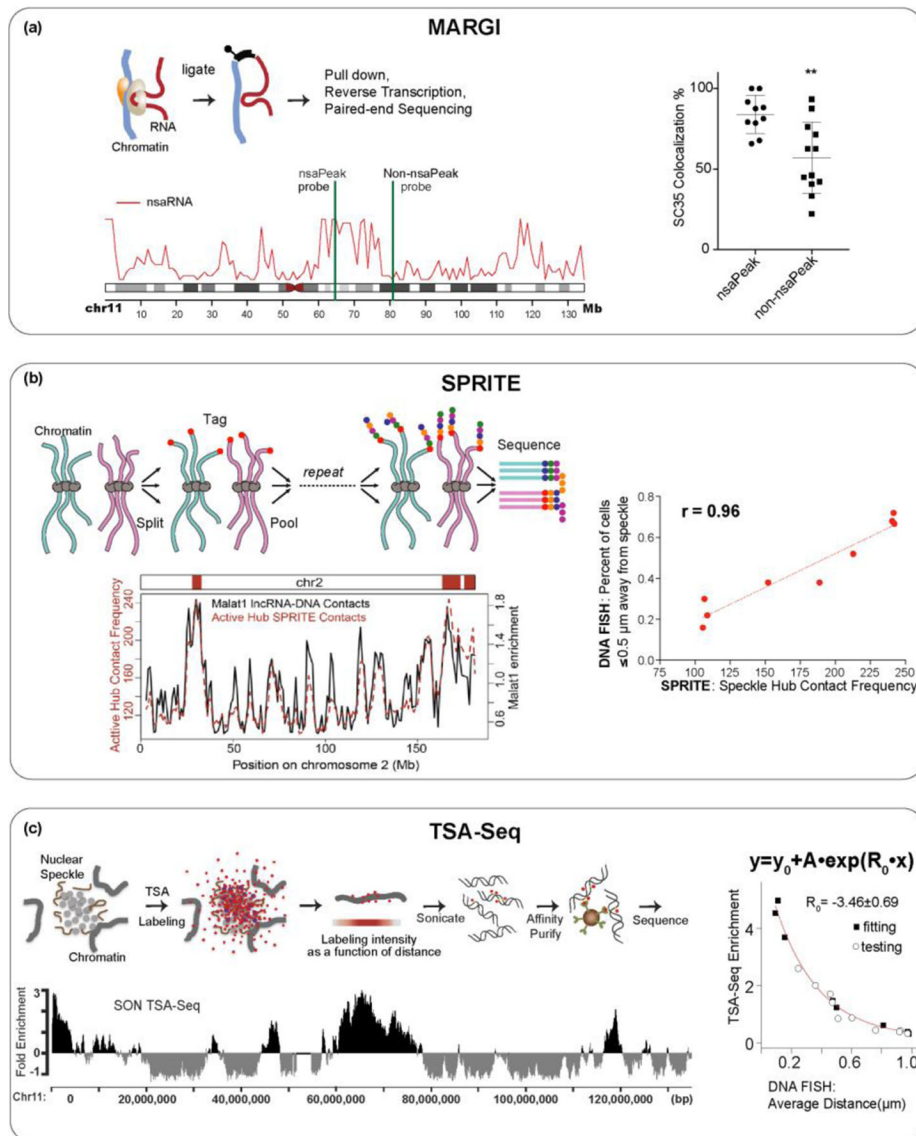 (a)
MARGI
ligate
RNA
Chromatin
Pull down,
Reverse Transcription,
Paired-end Sequencing
nsaPeak
probe
Non-nsaPeak
probe
nsaRNA
chr11
10 20 30 40 50 60 70 80 90 100 110 120 130
Mb
SC35 Colocalization %
100
50
0
**
nsaPeak
non-nsaPeak
(b)
SPRITE
Chromatin
Tag
Split
Pool
repeat
Sequence
chr2
Acttive Hub Contact Frequency
240
200
160
120
Malat1 lncRNA-DNA Contacts
Active Hub SPRITE Contacts
1.8
1.4
1.0
0.6
Malat1 enrichment
0 50 100 150
Position on chromosome 2 (Mb)
DNA FISH: Percent of cells
≤0.5 µm away from speckle
0.8
0.6
0.4
0.2
0.0
r = 0.96
75 100 125 150 175 200 225 250
SPRITE: Speckle Hub Contact Frequency
(c)
TSA-Seq
Nuclear
Speckle
Chromatin
TSA
Labeling
Labeling intensity
as a function of distance
Sonicate
Affinity
Purify
Sequence
Fold Enrichment
3
0
-1
SON TSA-Seq
Chr11: 0 20,000,000 40,000,000 60,000,000 80,000,000 100,000,000 120,000,000 (bp)
y=y0+A•exp(R0•x)
R0= -3.46±0.69
fitting
testing
TSA-Seq Enrichment
4
2
0
0.2 0.6 1.0
DNA FISH:
Average Distance(µm)